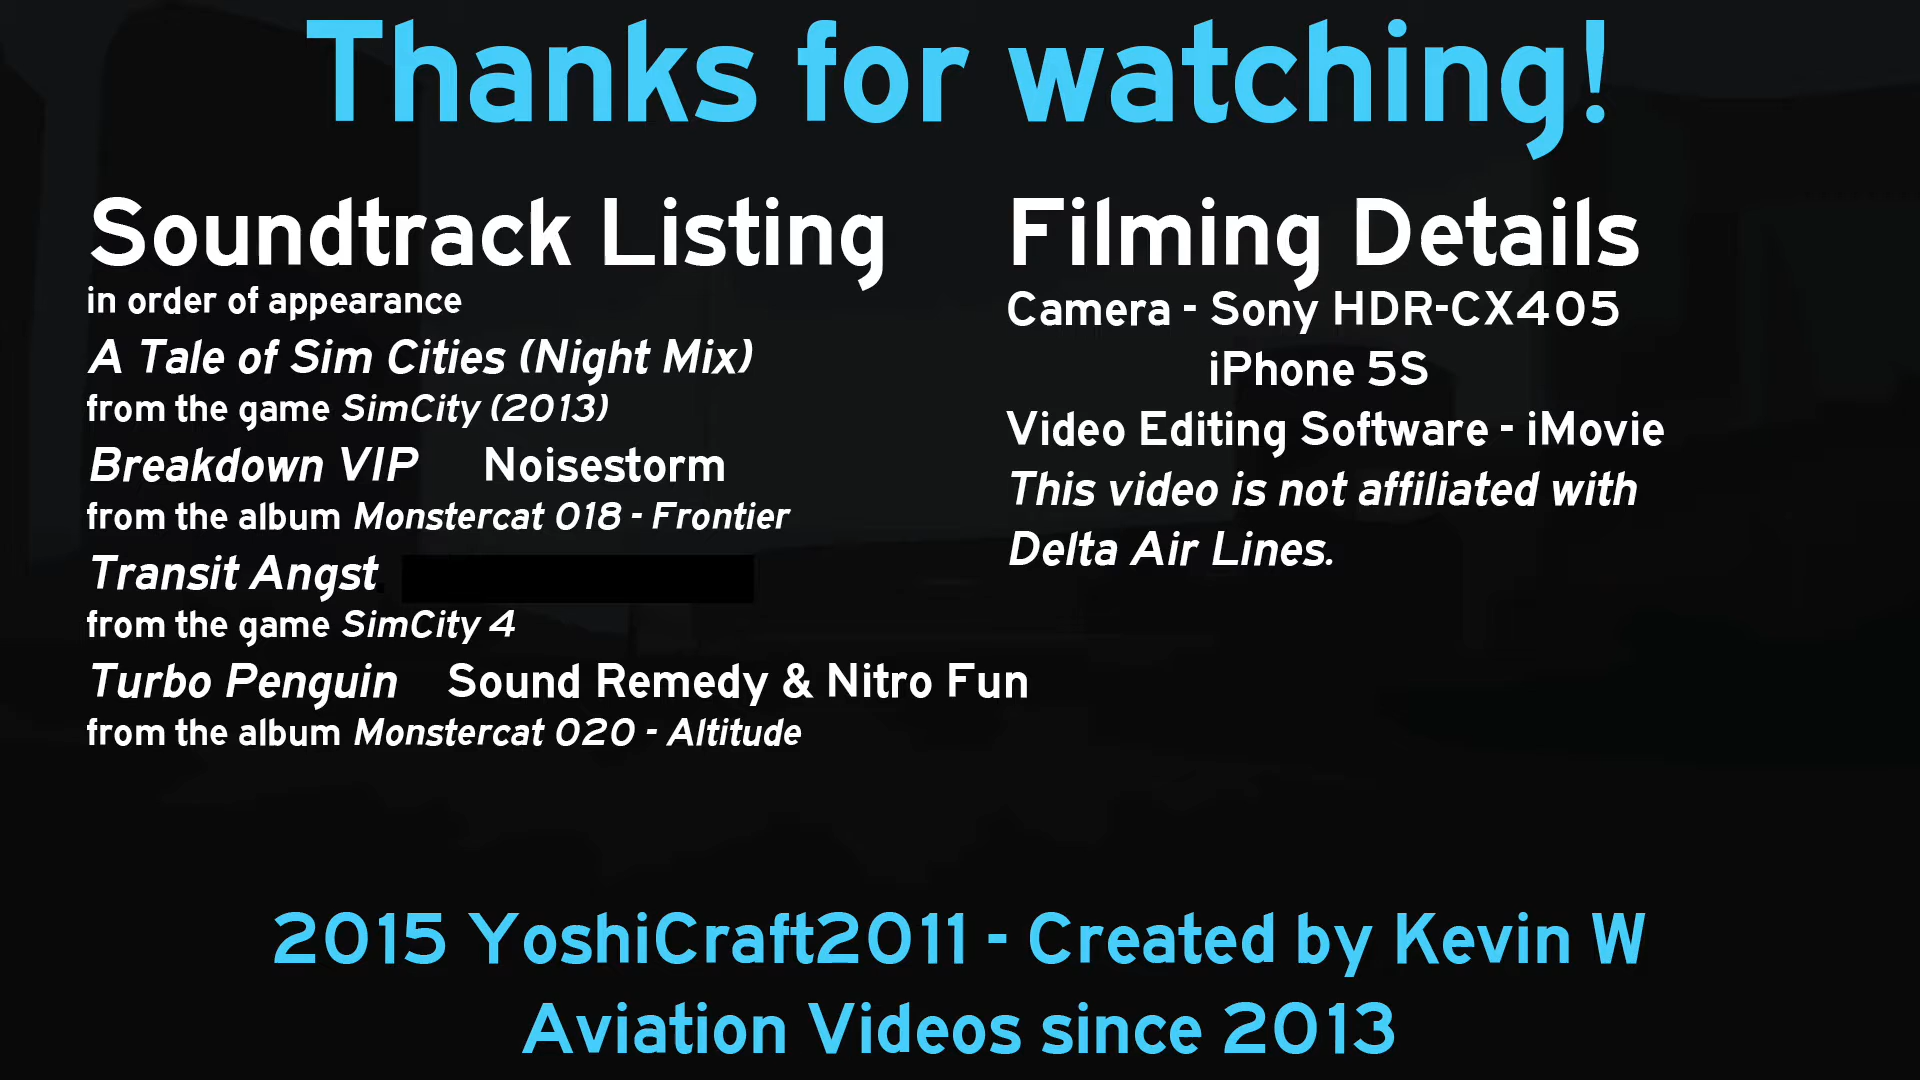 Thanks for watching!
Soundtrack Listing
in order of appearance
A Tale of Sim Cities (Night Mix)
from the game SimCity (2013)
Breakdown VIP Noisestorm
from the album Monstercat 018 - Frontier
Transit Angst
from the game SimCity 4
Turbo Penguin Sound Remedy & Nitro Fun
from the album Monstercat 020 - Altitude
Filming Details
Camera - Sony HDR-CX405
iPhone 5S
Video Editing Software - iMovie
This video is not affiliated with
Delta Air Lines.
2015 YoshiCraft2011 - Created by Kevin W
Aviation Videos since 2013